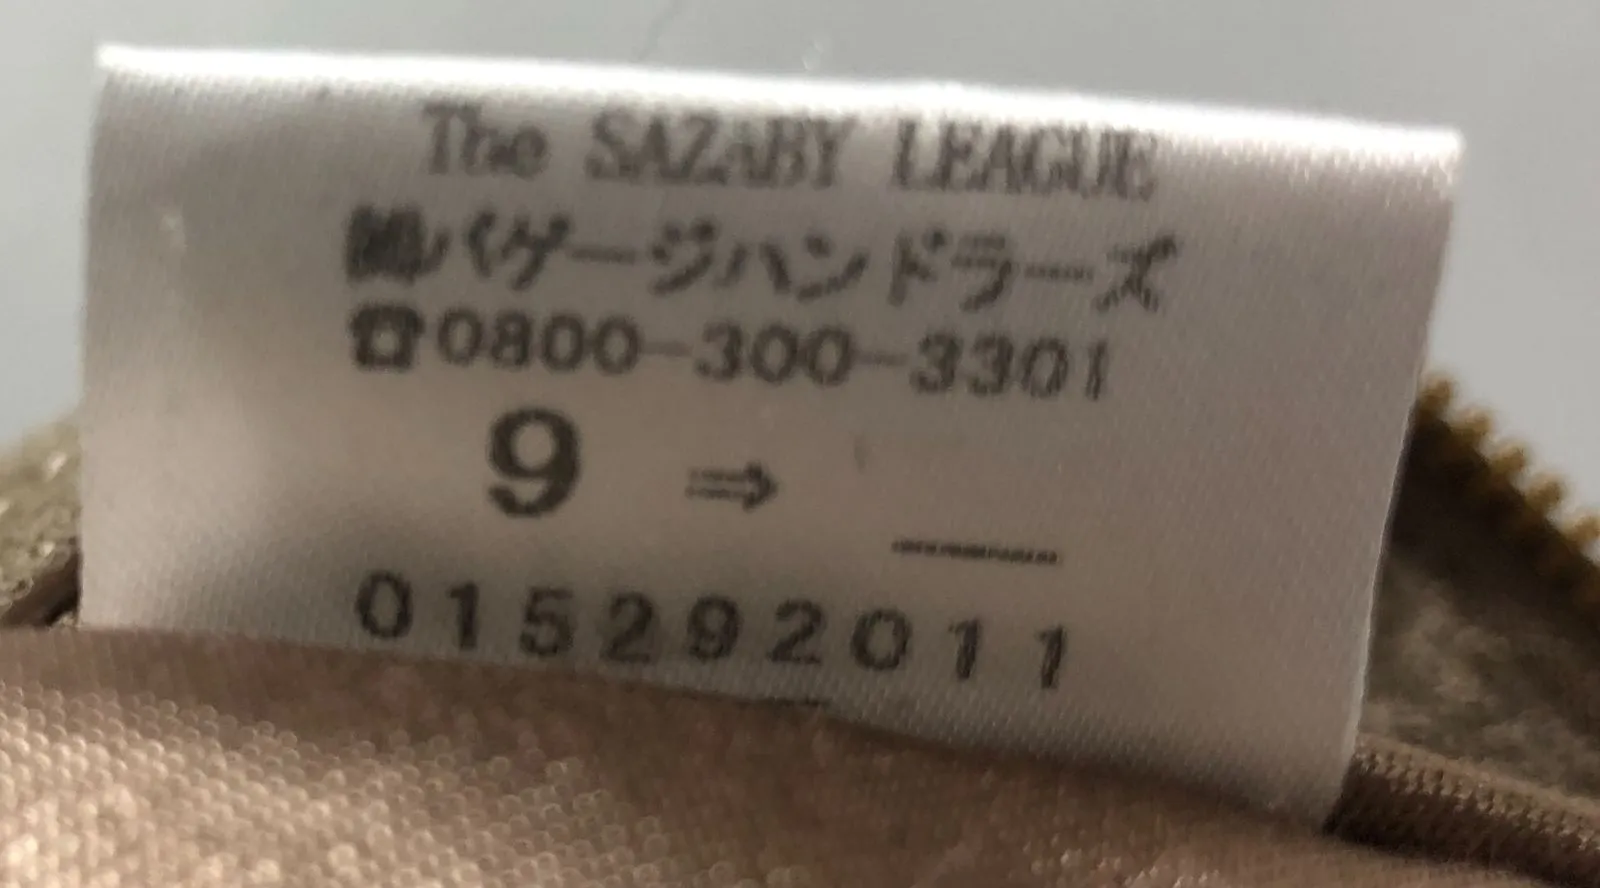 The SAZABY LEAGUE
㈱バゲージハンドラーズ
☎0800-300-3301
9 ⇒ ___
015292011